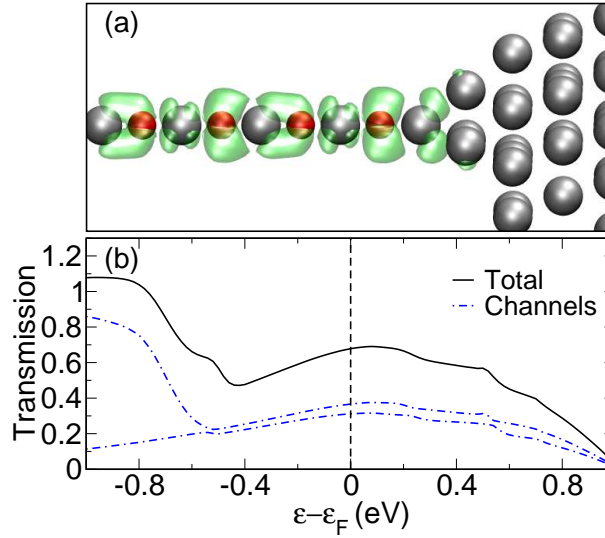 (a)
(b)
1.2
1
0.8
0.6
0.4
0.2
0
Transmission
Total
Channels
-0.8
-0.4
0
0.4
0.8
ε−εF (eV)